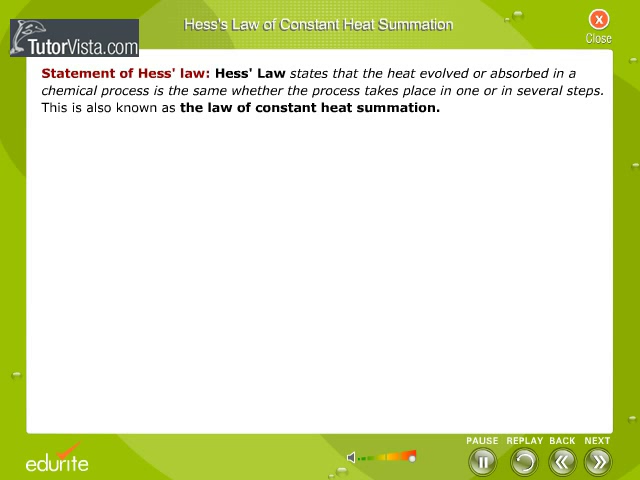 Hess's Law of Constant Heat Summation
X
Close
TutorVista.com
Statement of Hess' law: Hess' Law states that the heat evolved or absorbed in a
chemical process is the same whether the process takes place in one or in several steps.
This is also known as the law of constant heat summation.
PAUSE REPLAY BACK NEXT
edurite